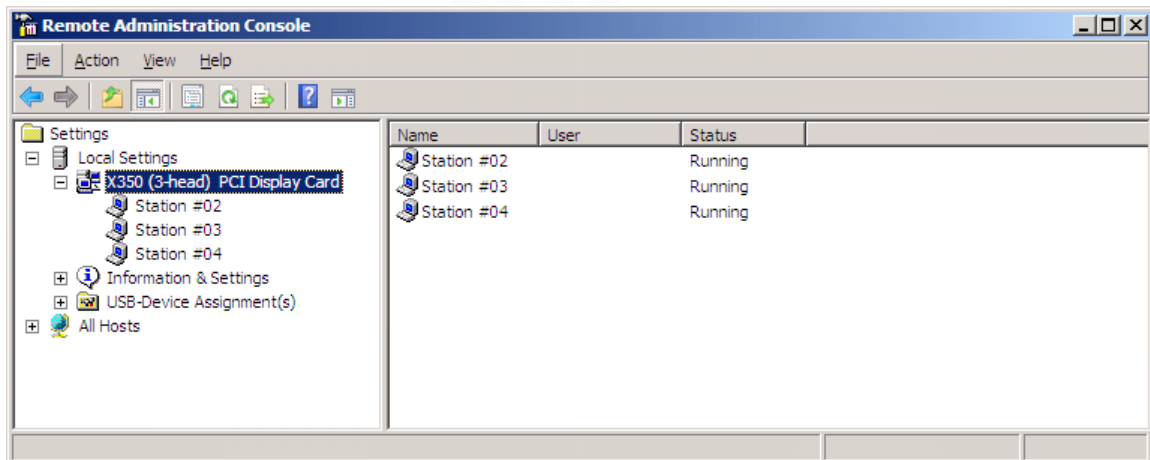 Remote Administration Console
File Action View Help
Settings
Local Settings
X350 (3-head) PCI Display Card
Station #02
Station #03
Station #04
Information & Settings
USB-Device Assignment(s)
All Hosts
Name User Status
Station #02 Running
Station #03 Running
Station #04 Running